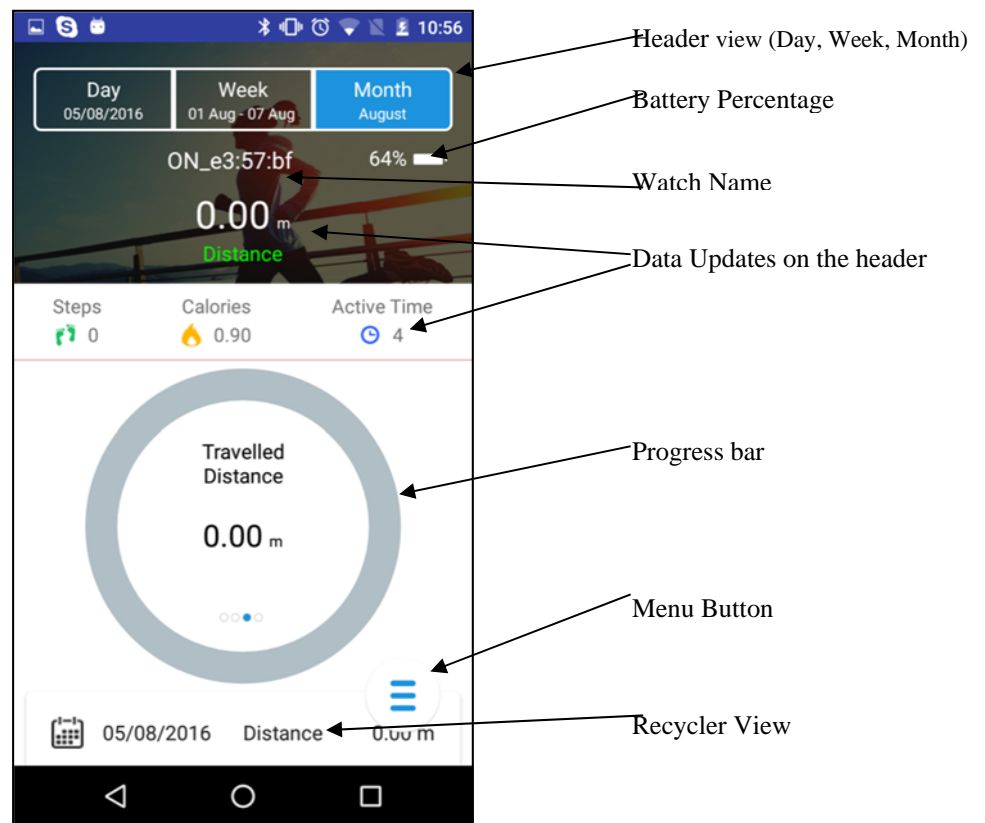 10:56
Day
05/08/2016
Week
01 Aug - 07 Aug
Month
August
ON_e3:57:bf
64%
0.00 m
Distance
Steps
0
Calories
0.90
Active Time
4
Travelled
Distance
0.00 m
05/08/2016 Distance 0.00 m
Header view (Day, Week, Month)
Battery Percentage
Watch Name
Data Updates on the header
Progress bar
Menu Button
Recycler View